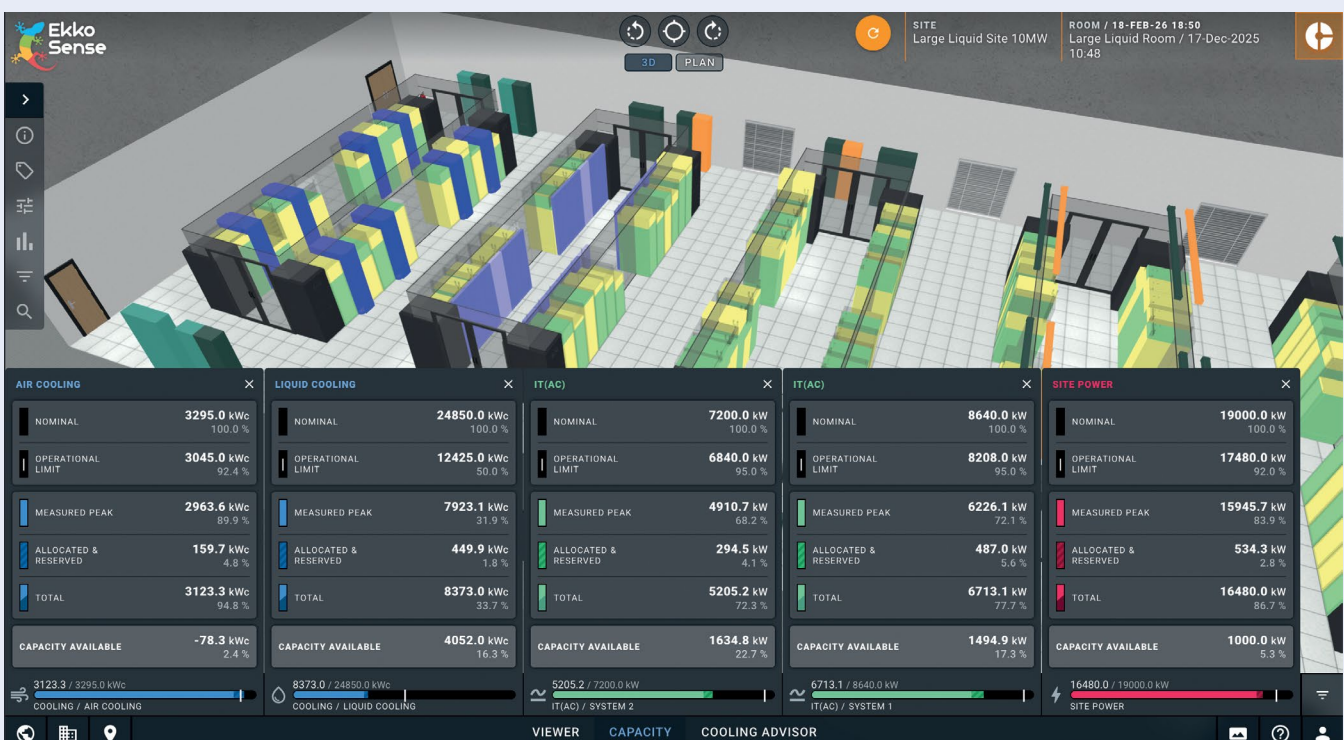 Ekko
Sense
SITE
Large Liquid Site 10MW
ROOM / 18-FEB-26 18:50
Large Liquid Room / 17-Dec-2025
10:48
3D
PLAN
AIR COOLING
NOMINAL
3295.0 kWc
100.0 %
OPERATIONAL
LIMIT
3045.0 kWc
92.4 %
MEASURED PEAK
2963.6 kWc
89.9 %
ALLOCATED &
RESERVED
159.7 kWc
4.8 %
TOTAL
3123.3 kWc
94.8 %
CAPACITY AVAILABLE
-78.3 kWc
2.4 %
3123.3 / 3295.0 kWc
COOLING / AIR COOLING
LIQUID COOLING
NOMINAL
24850.0 kWc
100.0 %
OPERATIONAL
LIMIT
12425.0 kWc
50.0 %
MEASURED PEAK
7923.1 kWc
31.9 %
ALLOCATED &
RESERVED
449.9 kWc
1.8 %
TOTAL
8373.0 kWc
33.7 %
CAPACITY AVAILABLE
4052.0 kWc
16.3 %
8373.0 / 24850.0 kWc
COOLING / LIQUID COOLING
IT(AC)
NOMINAL
7200.0 kW
100.0 %
OPERATIONAL
LIMIT
6840.0 kW
95.0 %
MEASURED PEAK
4910.7 kW
68.2 %
ALLOCATED &
RESERVED
294.5 kW
4.1 %
TOTAL
5205.2 kW
72.3 %
CAPACITY AVAILABLE
1634.8 kW
22.7 %
5205.2 / 7200.0 kW
IT(AC) / SYSTEM 2
IT(AC)
NOMINAL
8640.0 kW
100.0 %
OPERATIONAL
LIMIT
8208.0 kW
95.0 %
MEASURED PEAK
6226.1 kW
72.1 %
ALLOCATED &
RESERVED
487.0 kW
5.6 %
TOTAL
6713.1 kW
77.7 %
CAPACITY AVAILABLE
1494.9 kW
17.3 %
6713.1 / 8640.0 kW
IT(AC) / SYSTEM 1
SITE POWER
NOMINAL
19000.0 kW
100.0 %
OPERATIONAL
LIMIT
17480.0 kW
92.0 %
MEASURED PEAK
15945.7 kW
83.9 %
ALLOCATED &
RESERVED
534.3 kW
2.8 %
TOTAL
16480.0 kW
86.7 %
CAPACITY AVAILABLE
1000.0 kW
5.3 %
16480.0 / 19000.0 kW
SITE POWER
VIEWER
CAPACITY
COOLING ADVISOR